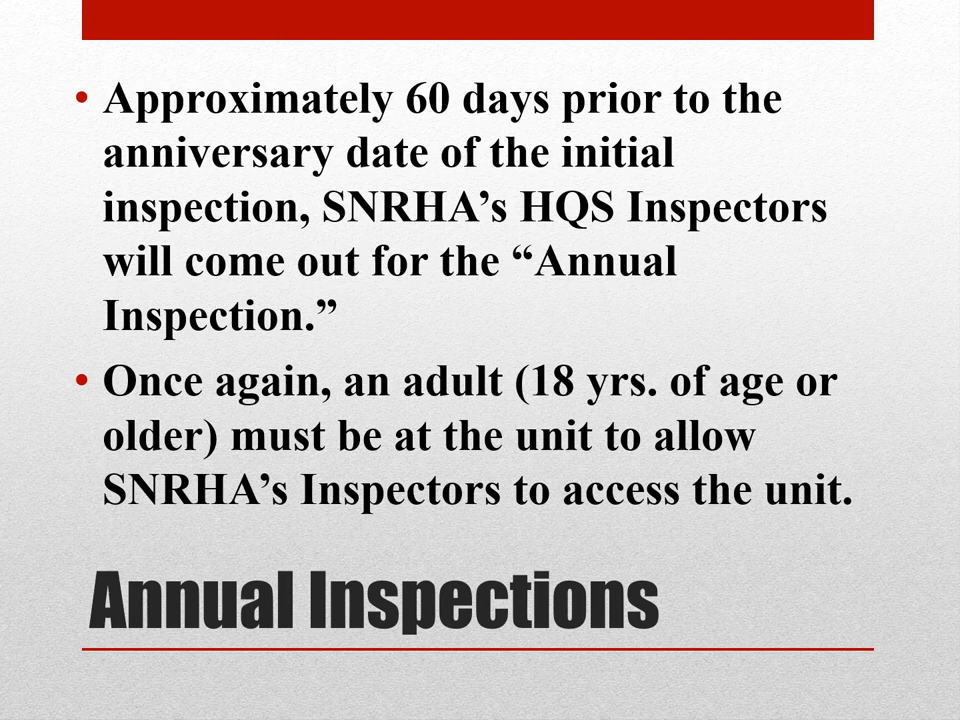 • Approximately 60 days prior to the
anniversary date of the initial
inspection, SNRHA’s HQS Inspectors
will come out for the “Annual
Inspection.”
• Once again, an adult (18 yrs. of age or
older) must be at the unit to allow
SNRHA’s Inspectors to access the unit.
Annual Inspections